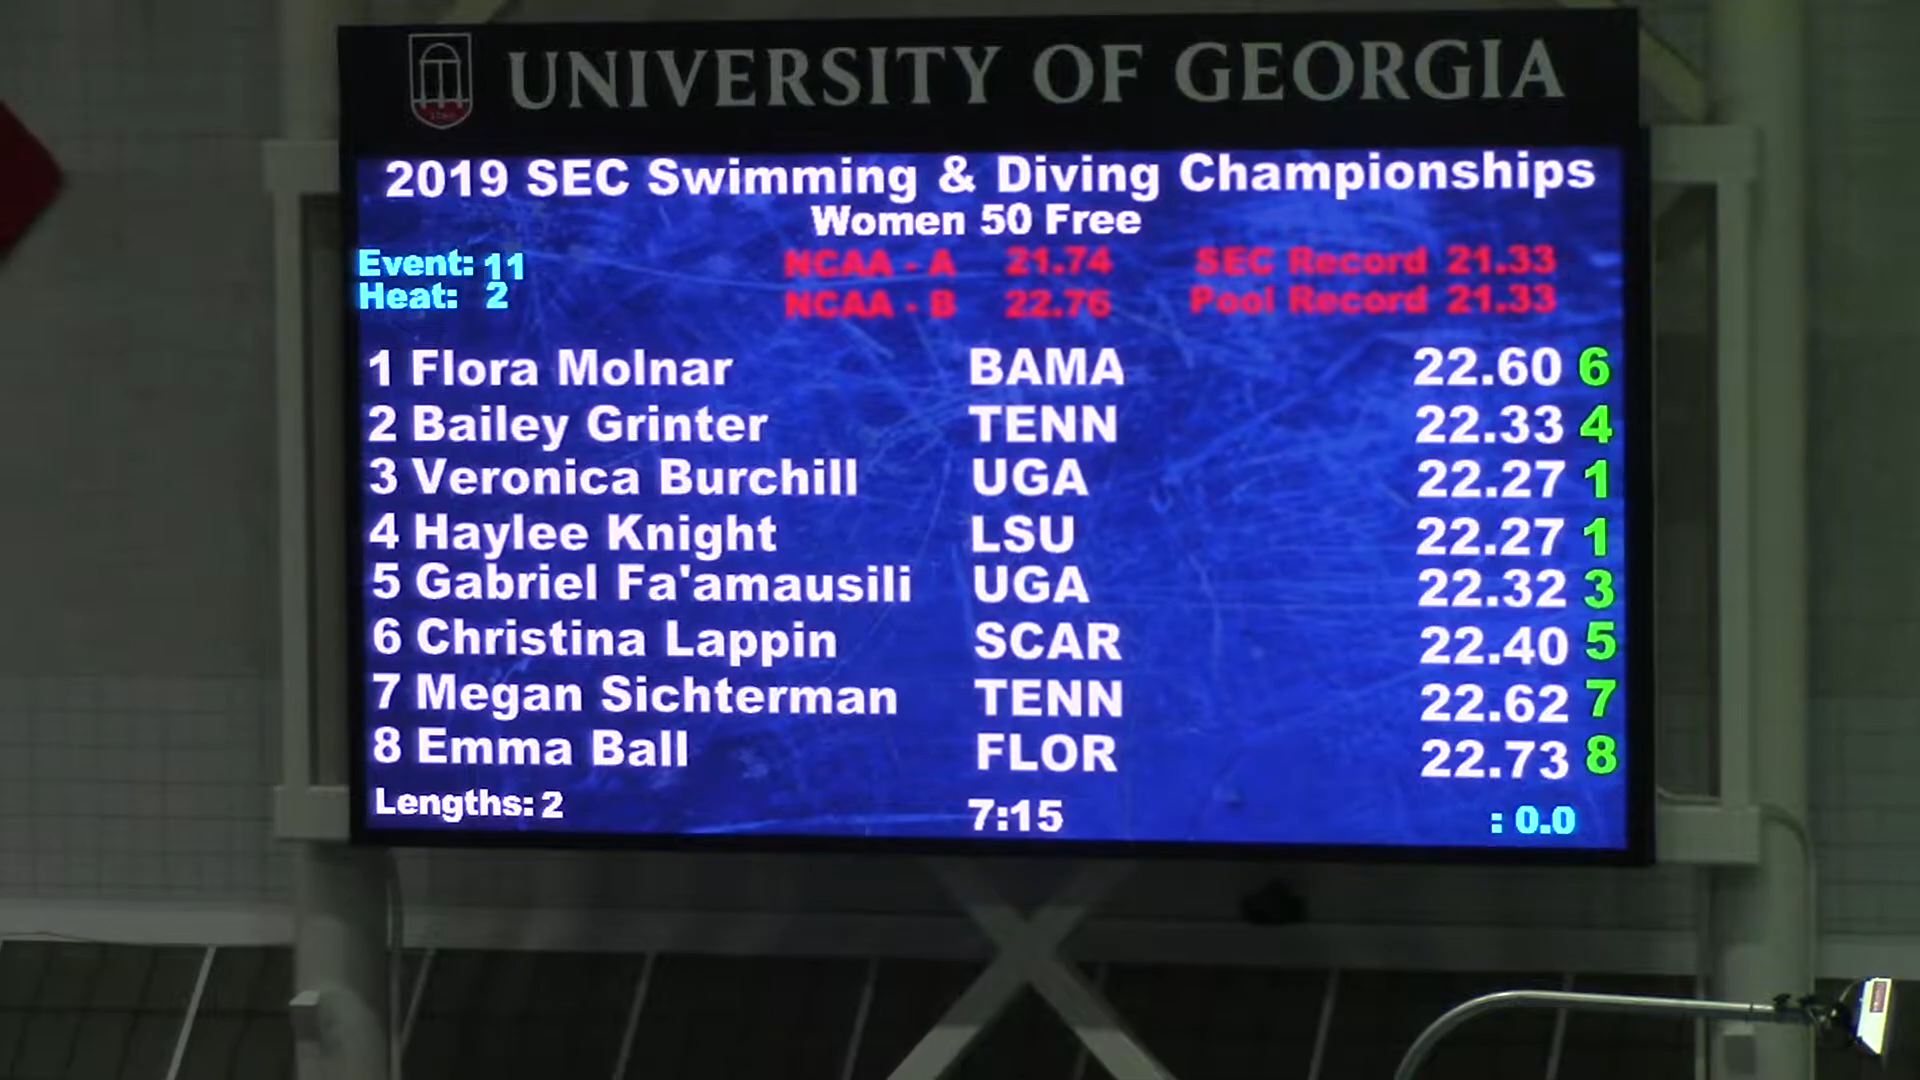 UNIVERSITY OF GEORGIA
2019 SEC Swimming & Diving Championships
Women 50 Free
Event: 11 NCAA - A 21.74 SEC Record 21.33
Heat: 2 NCAA - B 22.76 Pool Record 21.33
1 Flora Molnar BAMA 22.60 6
2 Bailey Grinter TENN 22.33 4
3 Veronica Burchill UGA 22.27 1
4 Haylee Knight LSU 22.27 1
5 Gabriel Fa'amausili UGA 22.32 3
6 Christina Lappin SCAR 22.40 5
7 Megan Sichterman TENN 22.62 7
8 Emma Ball FLOR 22.73 8
Lengths: 2 7:15 : 0.0